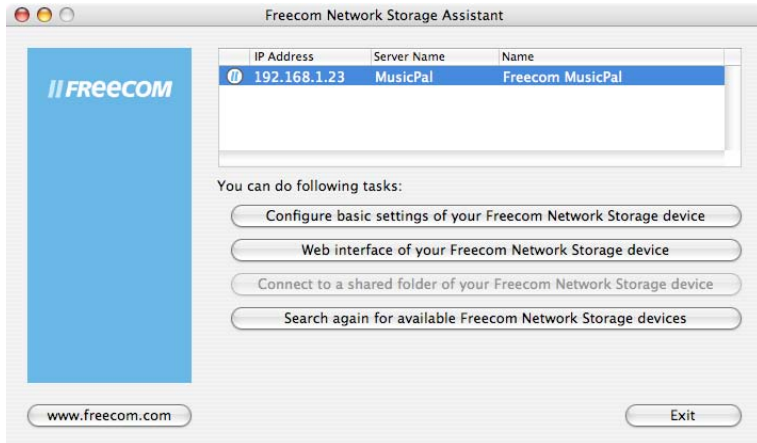 Freecom Network Storage Assistant
IP Address Server Name Name
192.168.1.23 MusicPal Freecom MusicPal
FREECOM
You can do following tasks:
Configure basic settings of your Freecom Network Storage device
Web interface of your Freecom Network Storage device
Connect to a shared folder of your Freecom Network Storage device
Search again for available Freecom Network Storage devices
www.freecom.com
Exit